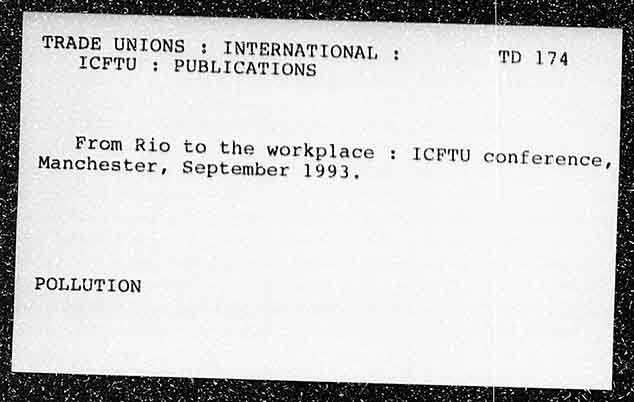 TRADE UNIONS : INTERNATIONAL : TD 174
ICFTU : PUBLICATIONS
From Rio to the workplace : ICFTU conference,
Manchester, September 1993.
POLLUTION